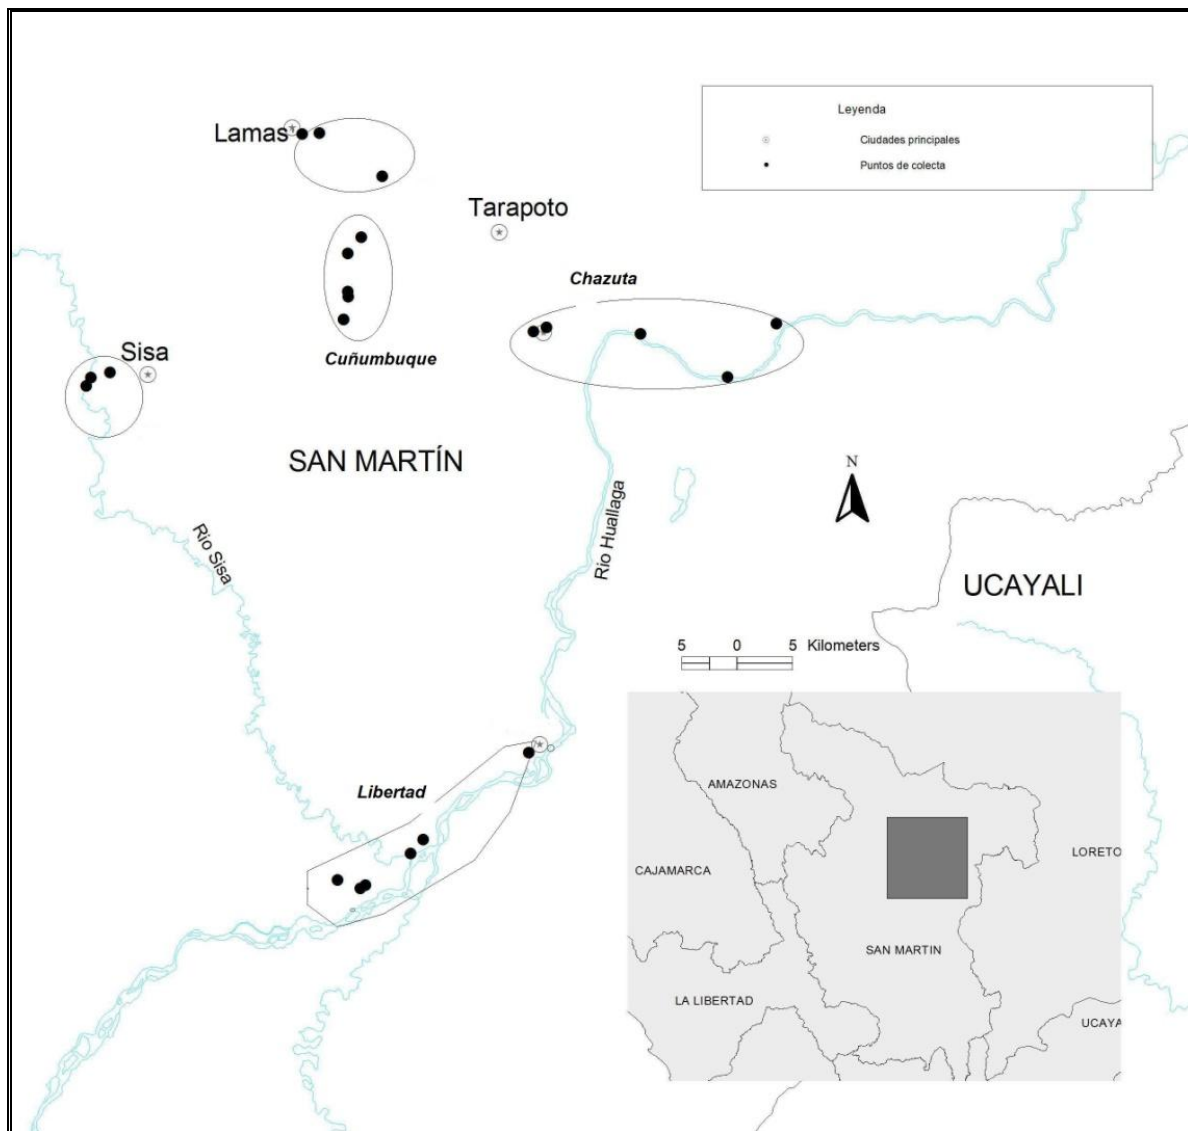 Leyenda
Ciudades principales
Puntos de colecta
Lamas
Tarapoto
Chazuta
Cuñumbuque
Sisa
SAN MARTÍN
N
Rio Sisa
Rio Huallaga
UCAYALI
5 0 5 Kilometers
Libertad
AMAZONAS
LORETO
CAJAMARCA
SAN MARTIN
LA LIBERTAD
UCAYA